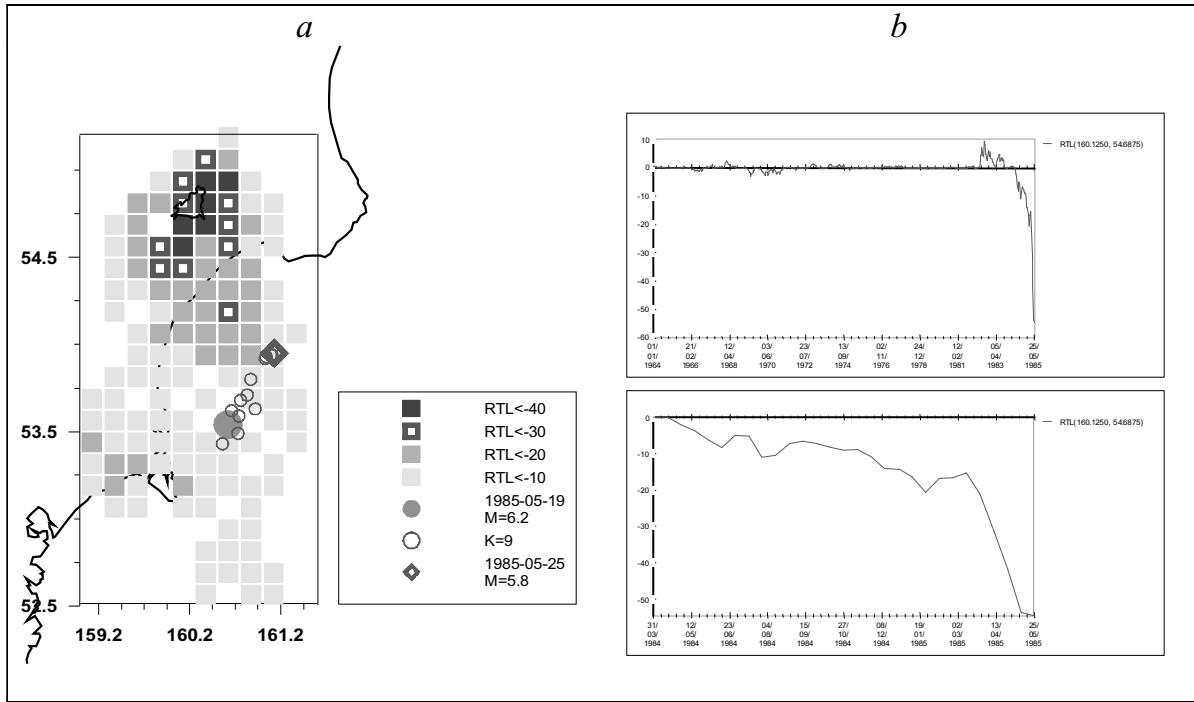 a
b
54.5
53.5
52.5
159.2 160.2 161.2
RTL<-40
RTL<-30
RTL<-20
RTL<-10
1985-05-19
M=6.2
K=9
1985-05-25
M=5.8
10
0
-10
-20
-30
-40
-50
-60
RTL(160.1250, 54.6875)
01/ 21/ 12/ 03/ 23/ 13/ 02/ 24/ 12/ 05/ 25/
01/ 02/ 04/ 06/ 07/ 09/ 11/ 12/ 02/ 04/ 05/
1964 1966 1968 1970 1972 1974 1976 1978 1981 1983 1985
0
-10
-20
-30
-40
-50
RTL(160.1250, 54.6875)
31/ 12/ 23/ 04/ 15/ 27/ 08/ 19/ 02/ 13/ 25/
03/ 05/ 06/ 08/ 09/ 10/ 12/ 01/ 03/ 04/ 05/
1984 1984 1984 1984 1984 1984 1984 1985 1985 1985 1985